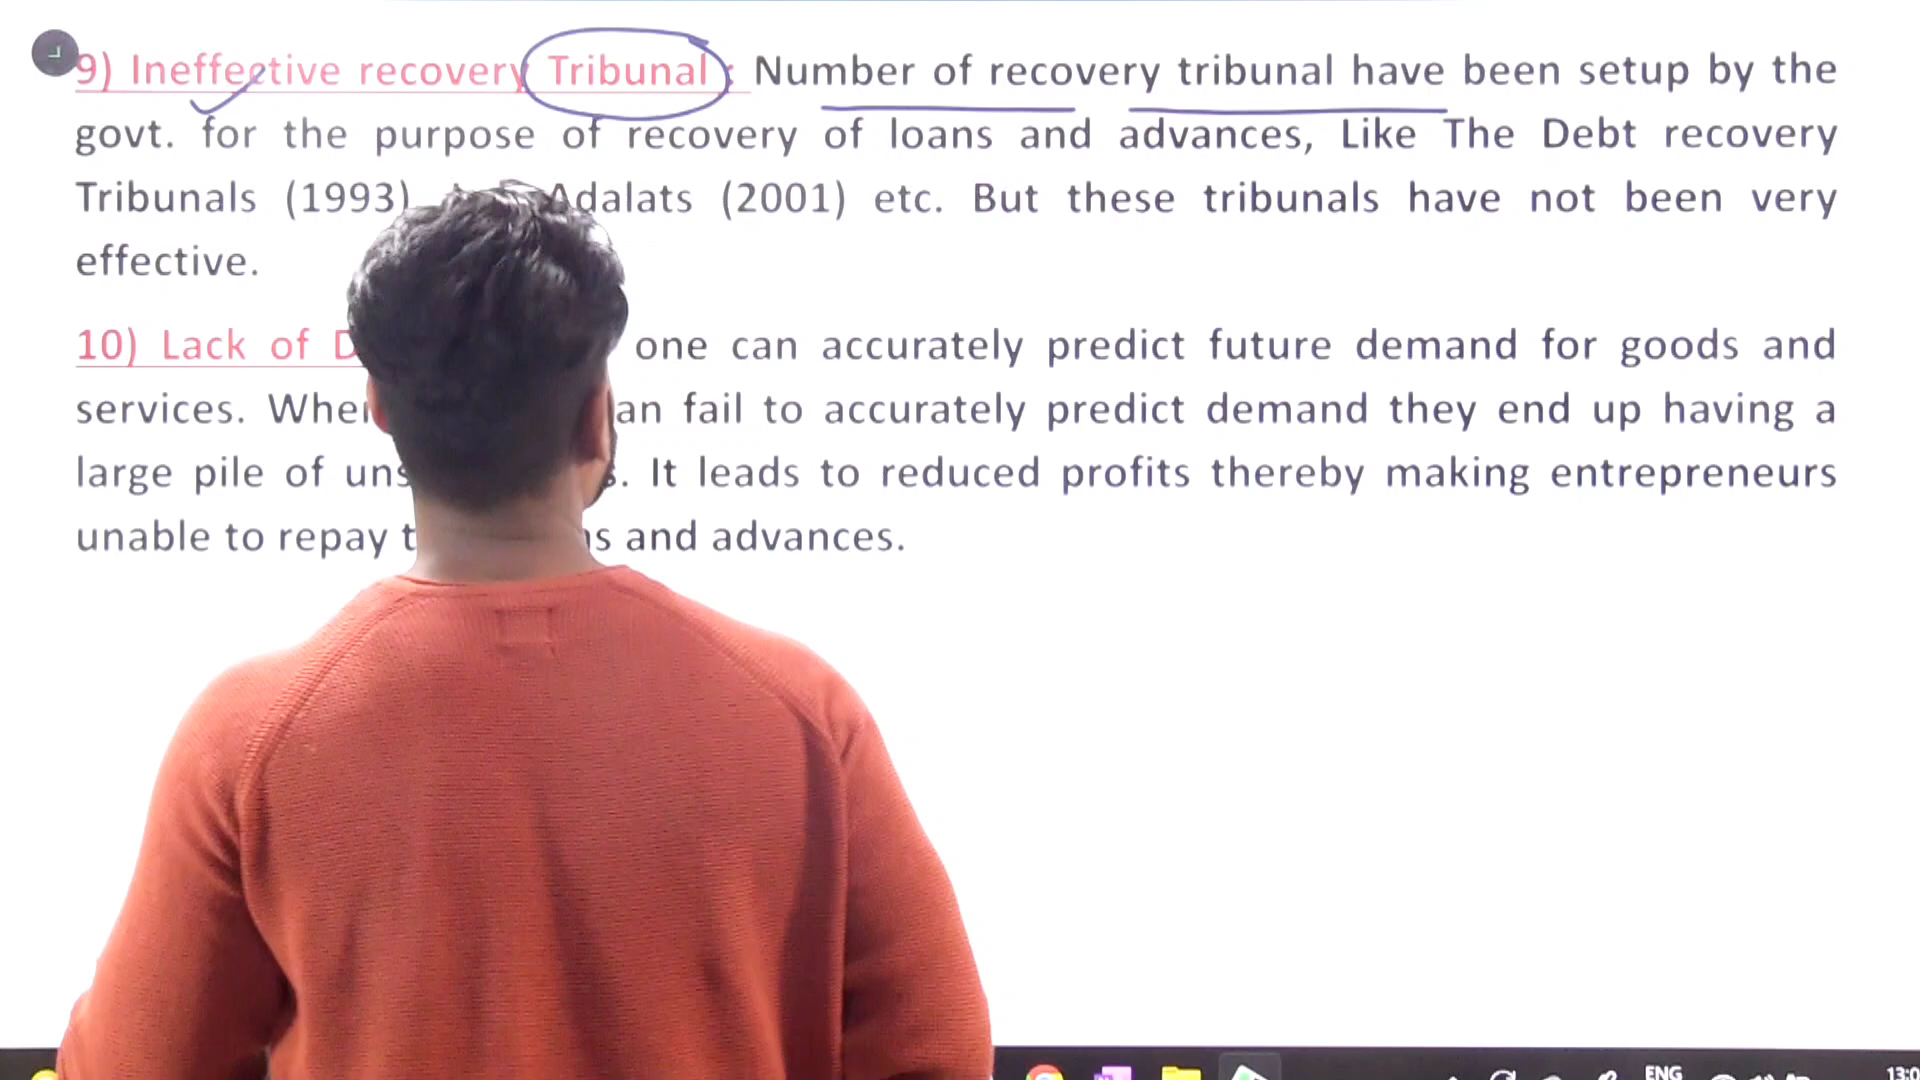 9) Ineffective recovery Tribunal : Number of recovery tribunal have been setup by the
govt. for the purpose of recovery of loans and advances, Like The Debt recovery
Tribunals (1993) Adalats (2001) etc. But these tribunals have not been very
effective.
10) Lack of one can accurately predict future demand for goods and
services. fail to accurately predict demand they end up having a
large pile of It leads to reduced profits thereby making entrepreneurs
unable to repay and advances.
ENG